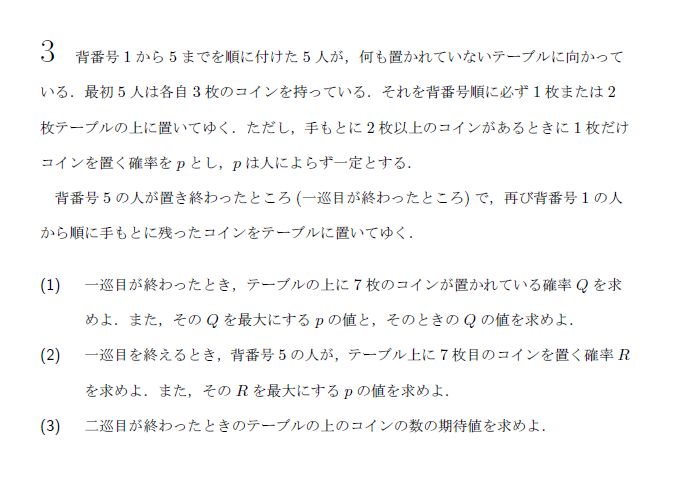 3 背番号 1 から 5 までを順に付けた 5 人が，何も置かれていないテーブルに向かって
いる．最初 5 人は各自 3 枚のコインを持っている．それを背番号順に必ず 1 枚または 2
枚テーブルの上に置いてゆく．ただし，手もとに 2 枚以上のコインがあるときに 1 枚だけ
コインを置く確率を p とし，p は人によらず一定とする．
背番号 5 の人が置き終わったところ (一巡目が終わったところ) で，再び背番号 1 の人
から順に手もとに残ったコインをテーブルに置いてゆく．
(1) 一巡目が終わったとき，テーブルの上に 7 枚のコインが置かれている確率 Q を求
めよ．また，その Q を最大にする p の値と，そのときの Q の値を求めよ．
(2) 一巡目を終えるとき，背番号 5 の人が，テーブル上に 7 枚目のコインを置く確率 R
を求めよ．また，その R を最大にする p の値を求めよ．
(3) 二巡目が終わったときのテーブルの上のコインの数の期待値を求めよ．